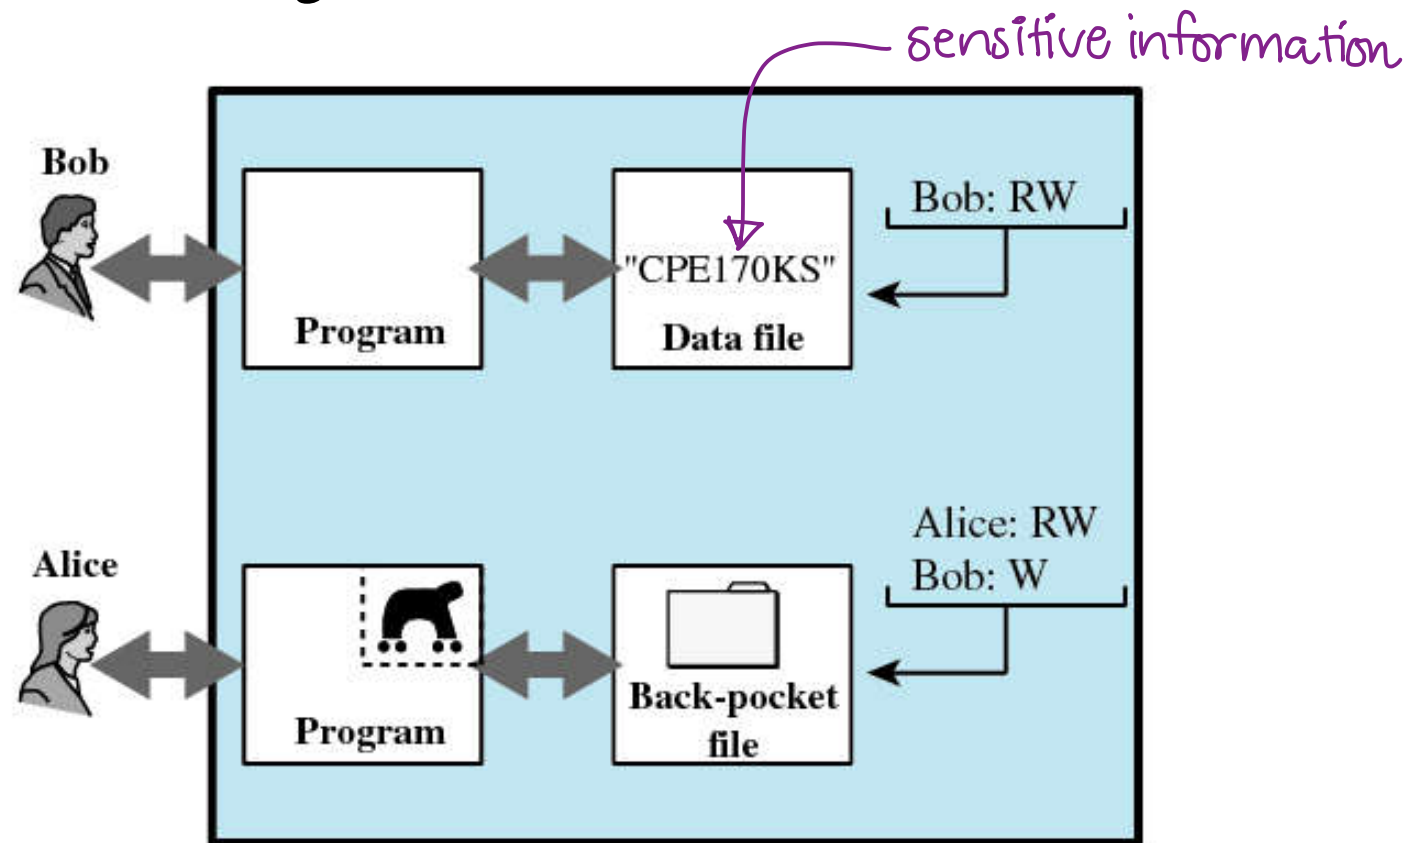 sensitive information
Bob
Bob: RW
"CPE170KS"
Program
Data file
Alice: RW
Alice
Bob: W
Back-pocket
Program
file